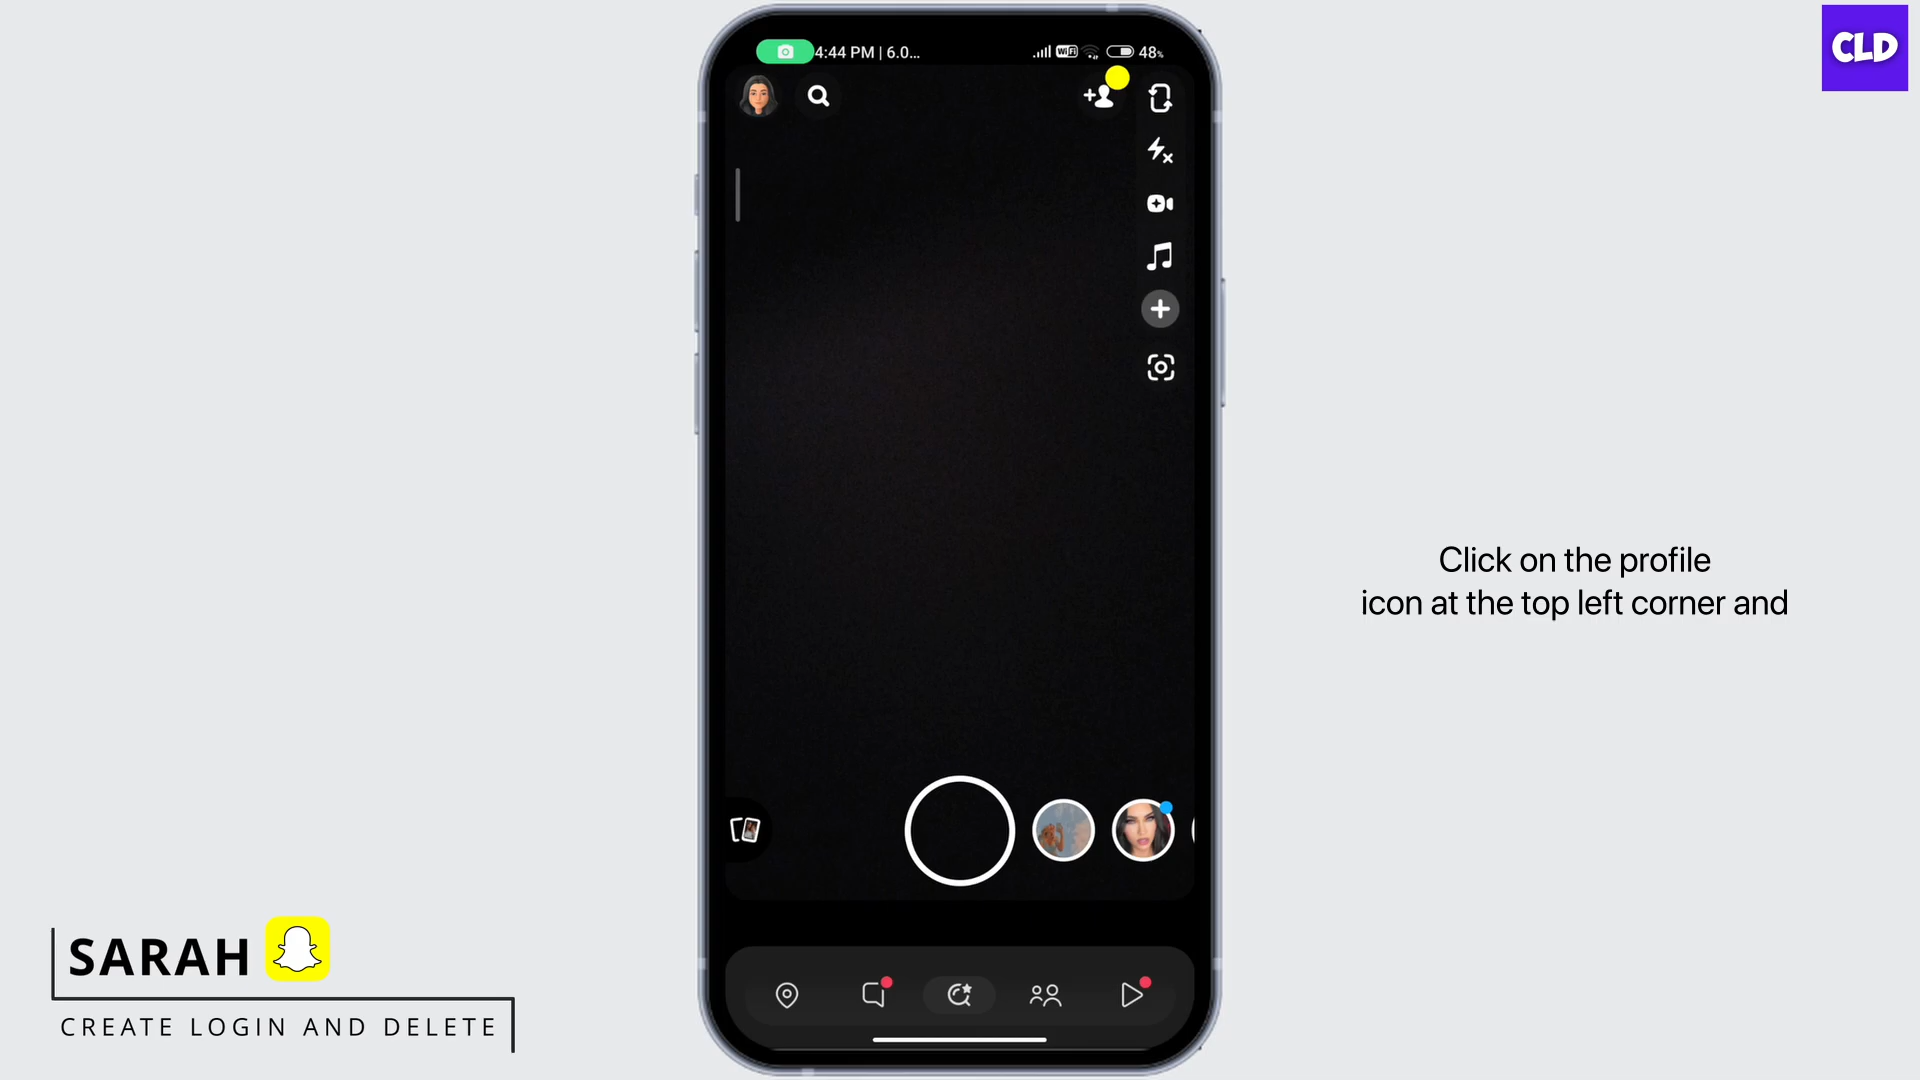 4:44 PM | 6.0...
WiFi
48%
CLD
Click on the profile
icon at the top left corner and
SARAH
CREATE LOGIN AND DELETE